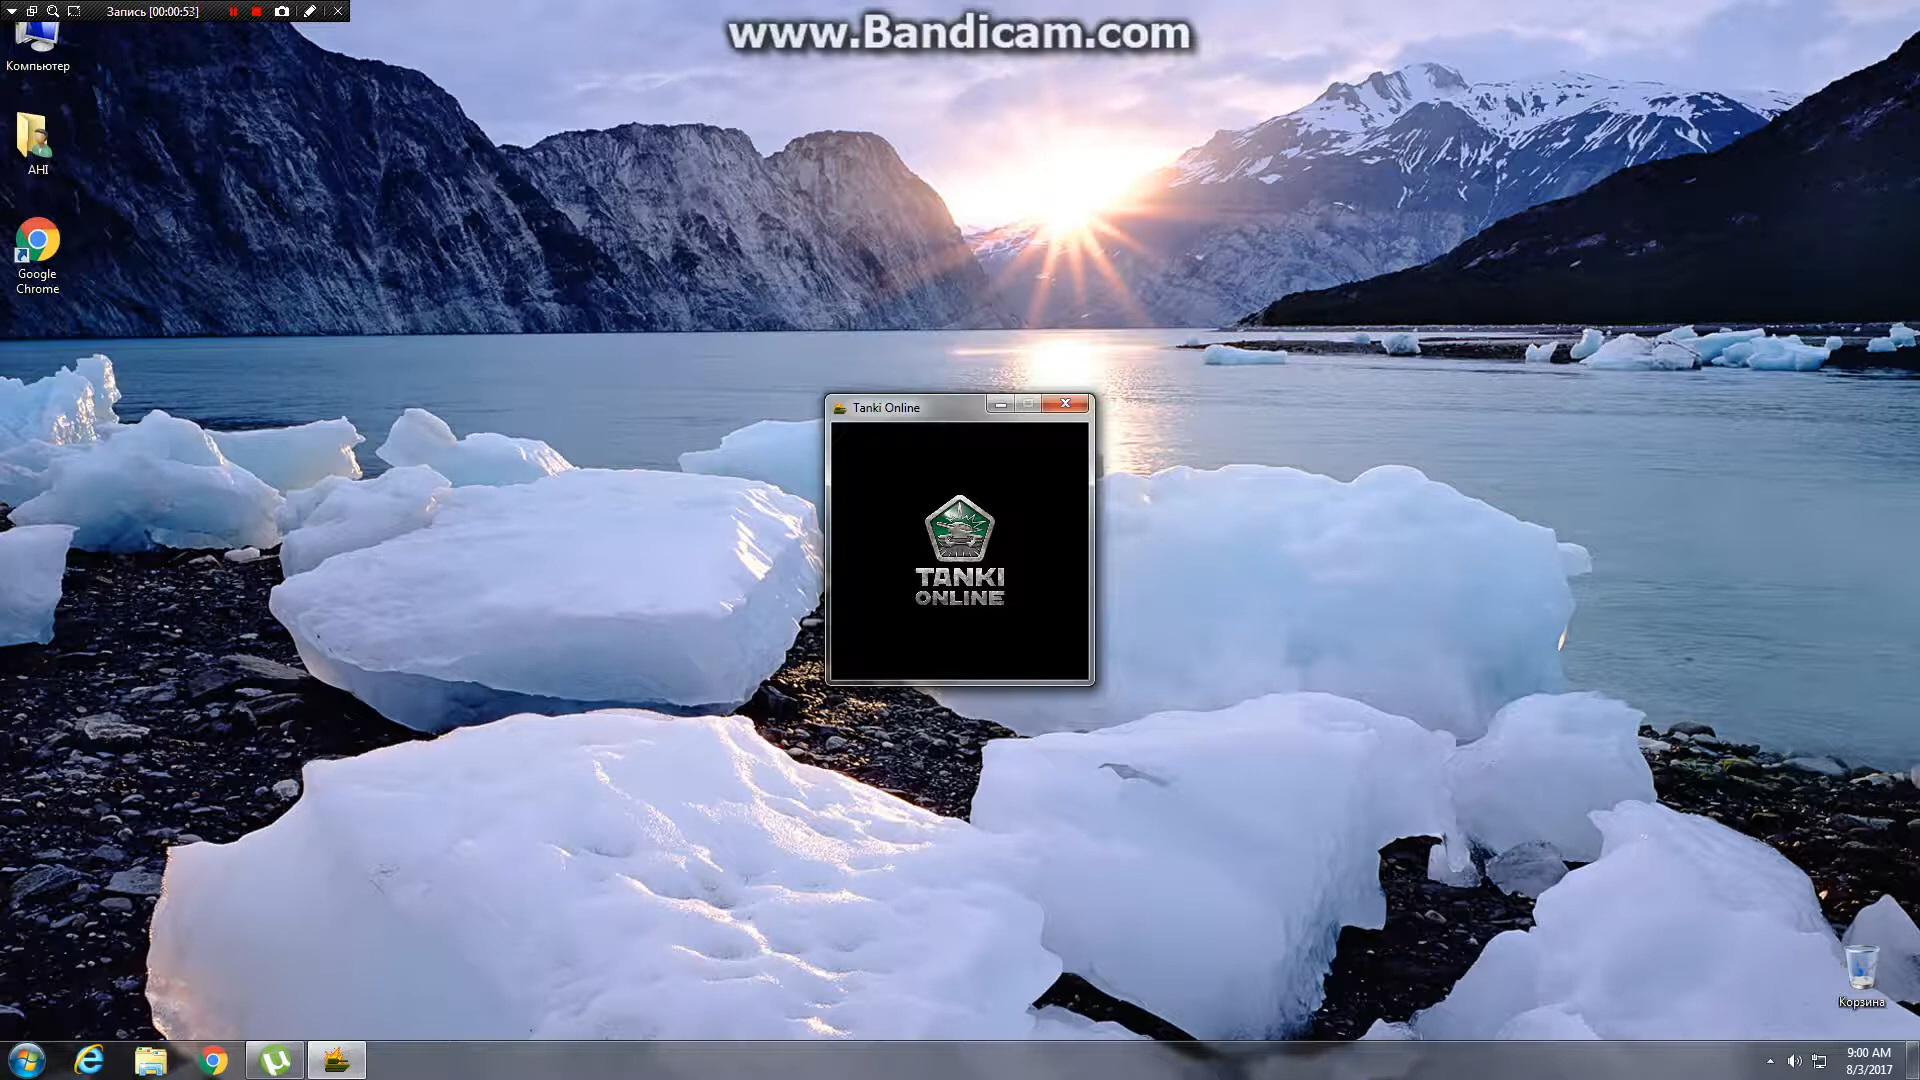 Запись [00:00:53]
www.Bandicam.com
Компьютер
АНІ
Google
Chrome
Tanki Online
TANKI
ONLINE
Корзина
9:00 AM
8/3/2017